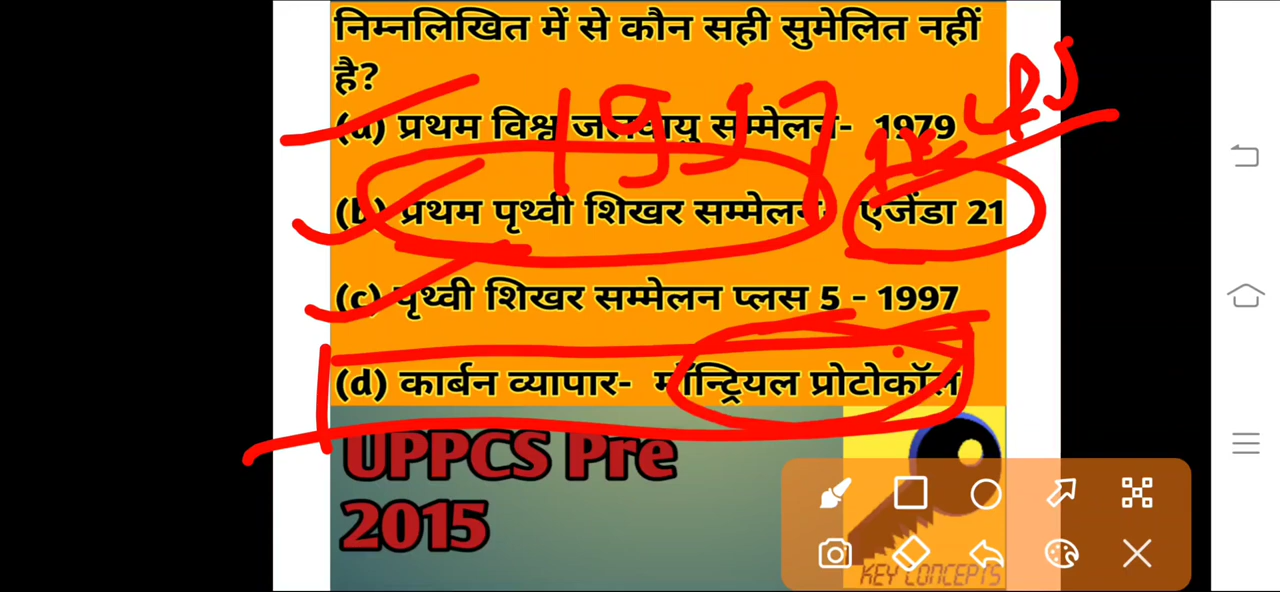 निम्नलिखित में से कौन सही सुमेलित नहीं
है?
(a) प्रथम विश्व जलवायु सम्मेलन- 1979
(b) प्रथम पृथ्वी शिखर सम्मेलन- एजेंडा 21
(c) पृथ्वी शिखर सम्मेलन प्लस 5 - 1997
(d) कार्बन व्यापार- मॉन्ट्रियल प्रोटोकॉल
UPPCS Pre
2015
KEY CONCEPTS